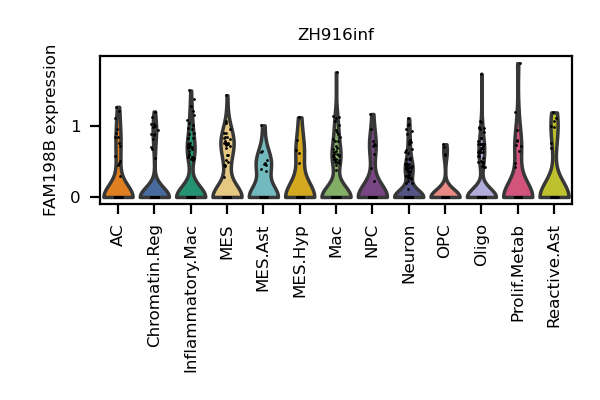 ZH916inf
FAM198B expression
1
0
AC
Chromatin.Reg
Inflammatory.Mac
MES
MES.Ast
MES.Hyp
Mac
NPC
Neuron
OPC
Oligo
Prolif.Metab
Reactive.Ast